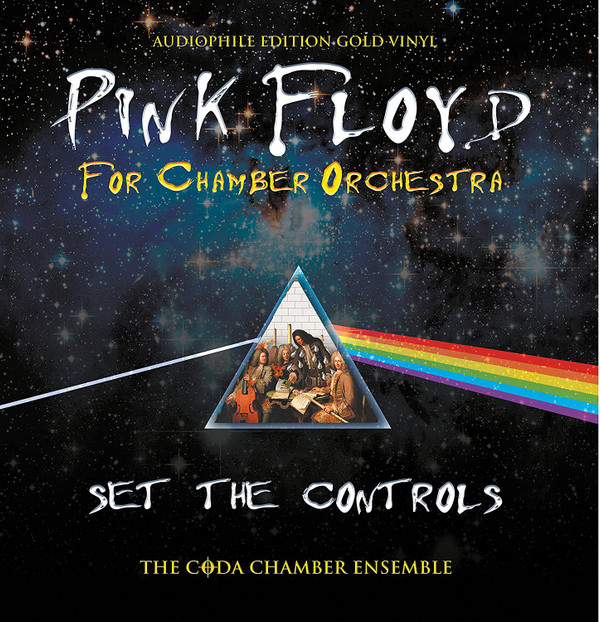 AUDIOPHILE EDITION GOLD VINYL
PINK FLOYD
FOR CHAMBER ORCHESTRA
SET THE CONTROLS
THE CODA CHAMBER ENSEMBLE